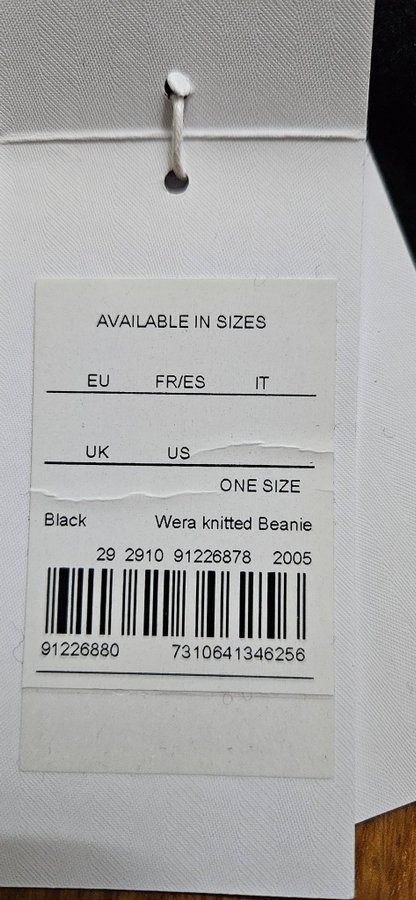 AVAILABLE IN SIZES
EU FR/ES IT
UK US
ONE SIZE
Black Wera knitted Beanie
29 2910 91226878 2005
91226880 7310641346256